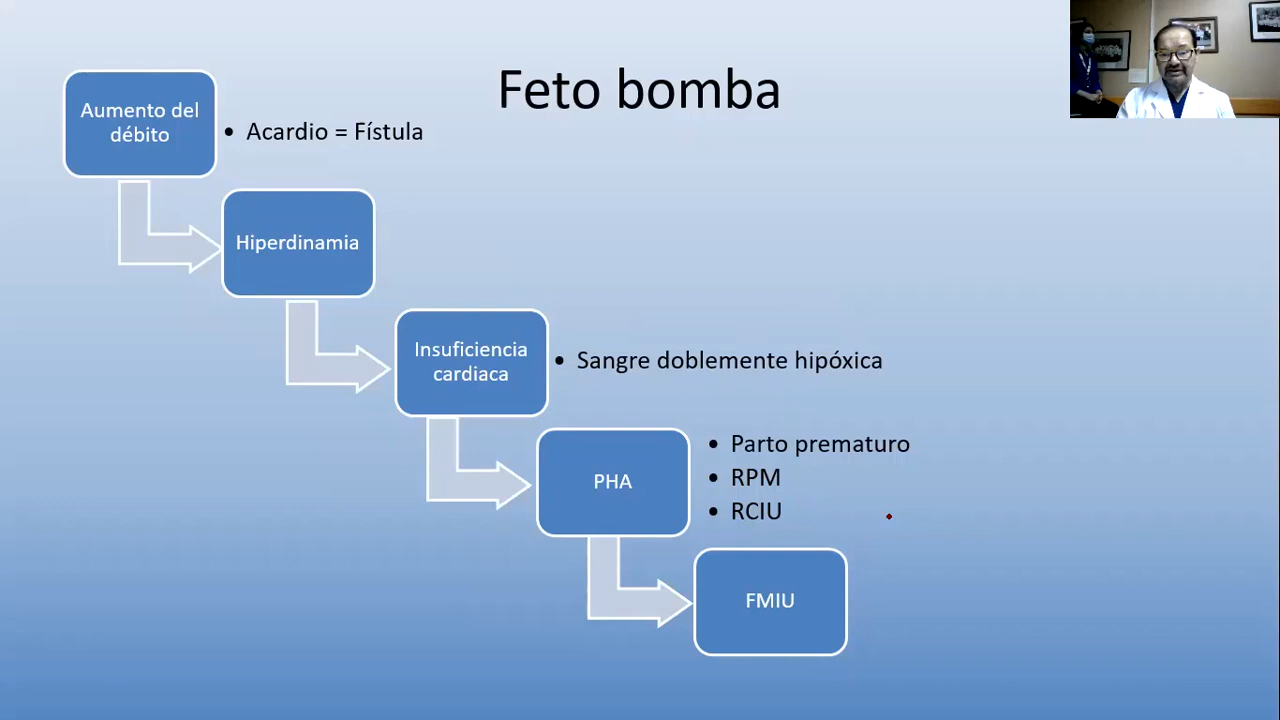 Feto bomba
Aumento del
débito
• Acardio = Fístula
Hiperdinamia
Insuficiencia
cardiaca
• Sangre doblemente hipóxica
PHA
• Parto prematuro
• RPM
• RCIU
FMIU